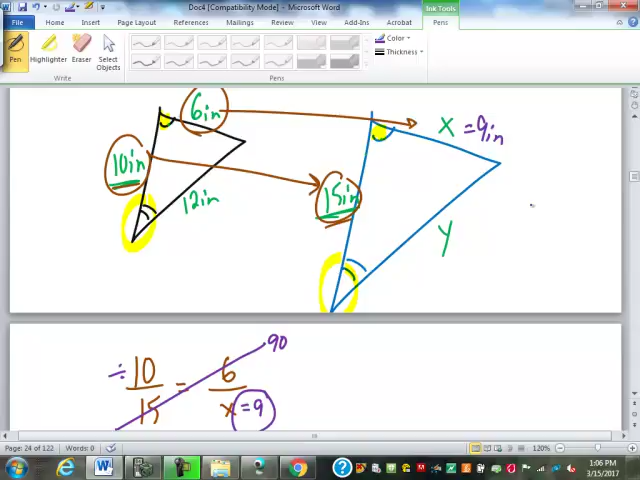 Doc4 [Compatibility Mode] - Microsoft Word
Ink Tools
File Home Insert Page Layout References Mailings Review View Add-Ins Acrobat Pens
Pen Highlighter Eraser Select Objects
Color
Thickness
Write Pens
6in
x =9in
10in
15in
12in
y
90
÷ 10 = 6
15 x =9
Page: 24 of 122 Words: 0 120%
1:06 PM
3/15/2017